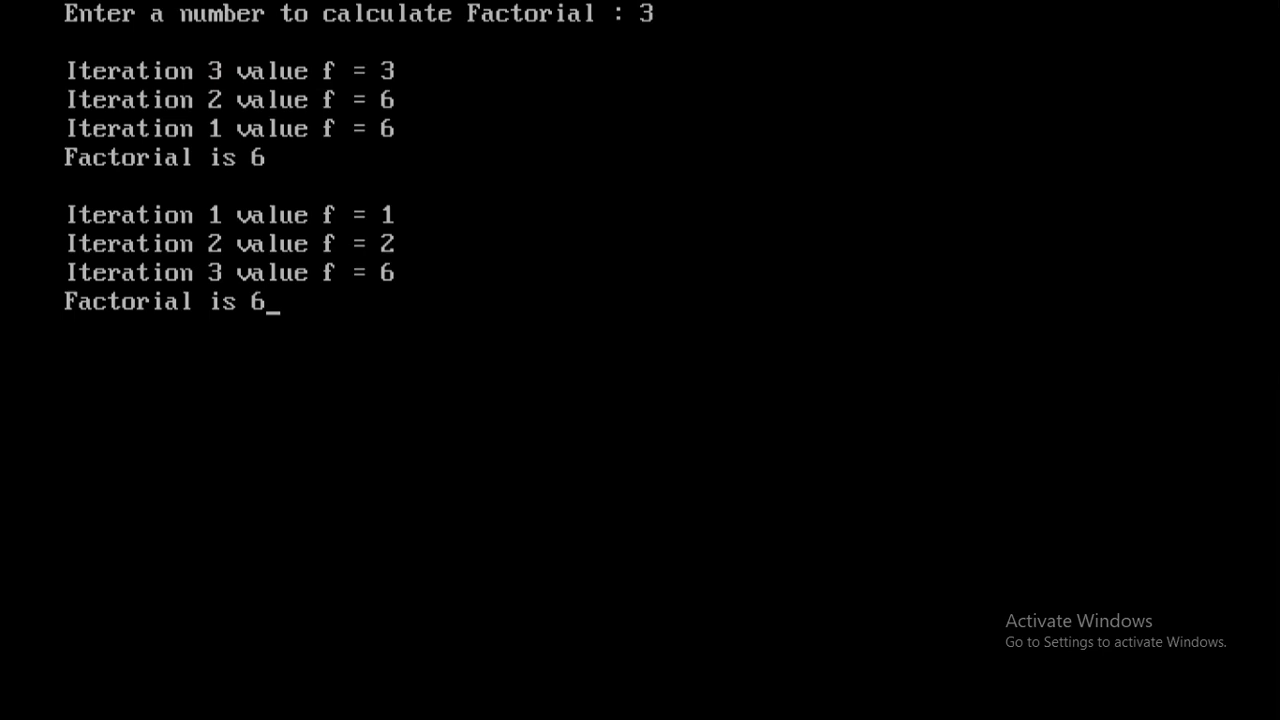 Enter a number to calculate Factorial : 3
Iteration 3 value f = 3
Iteration 2 value f = 6
Iteration 1 value f = 6
Factorial is 6
Iteration 1 value f = 1
Iteration 2 value f = 2
Iteration 3 value f = 6
Factorial is 6_
Activate Windows
Go to Settings to activate Windows.